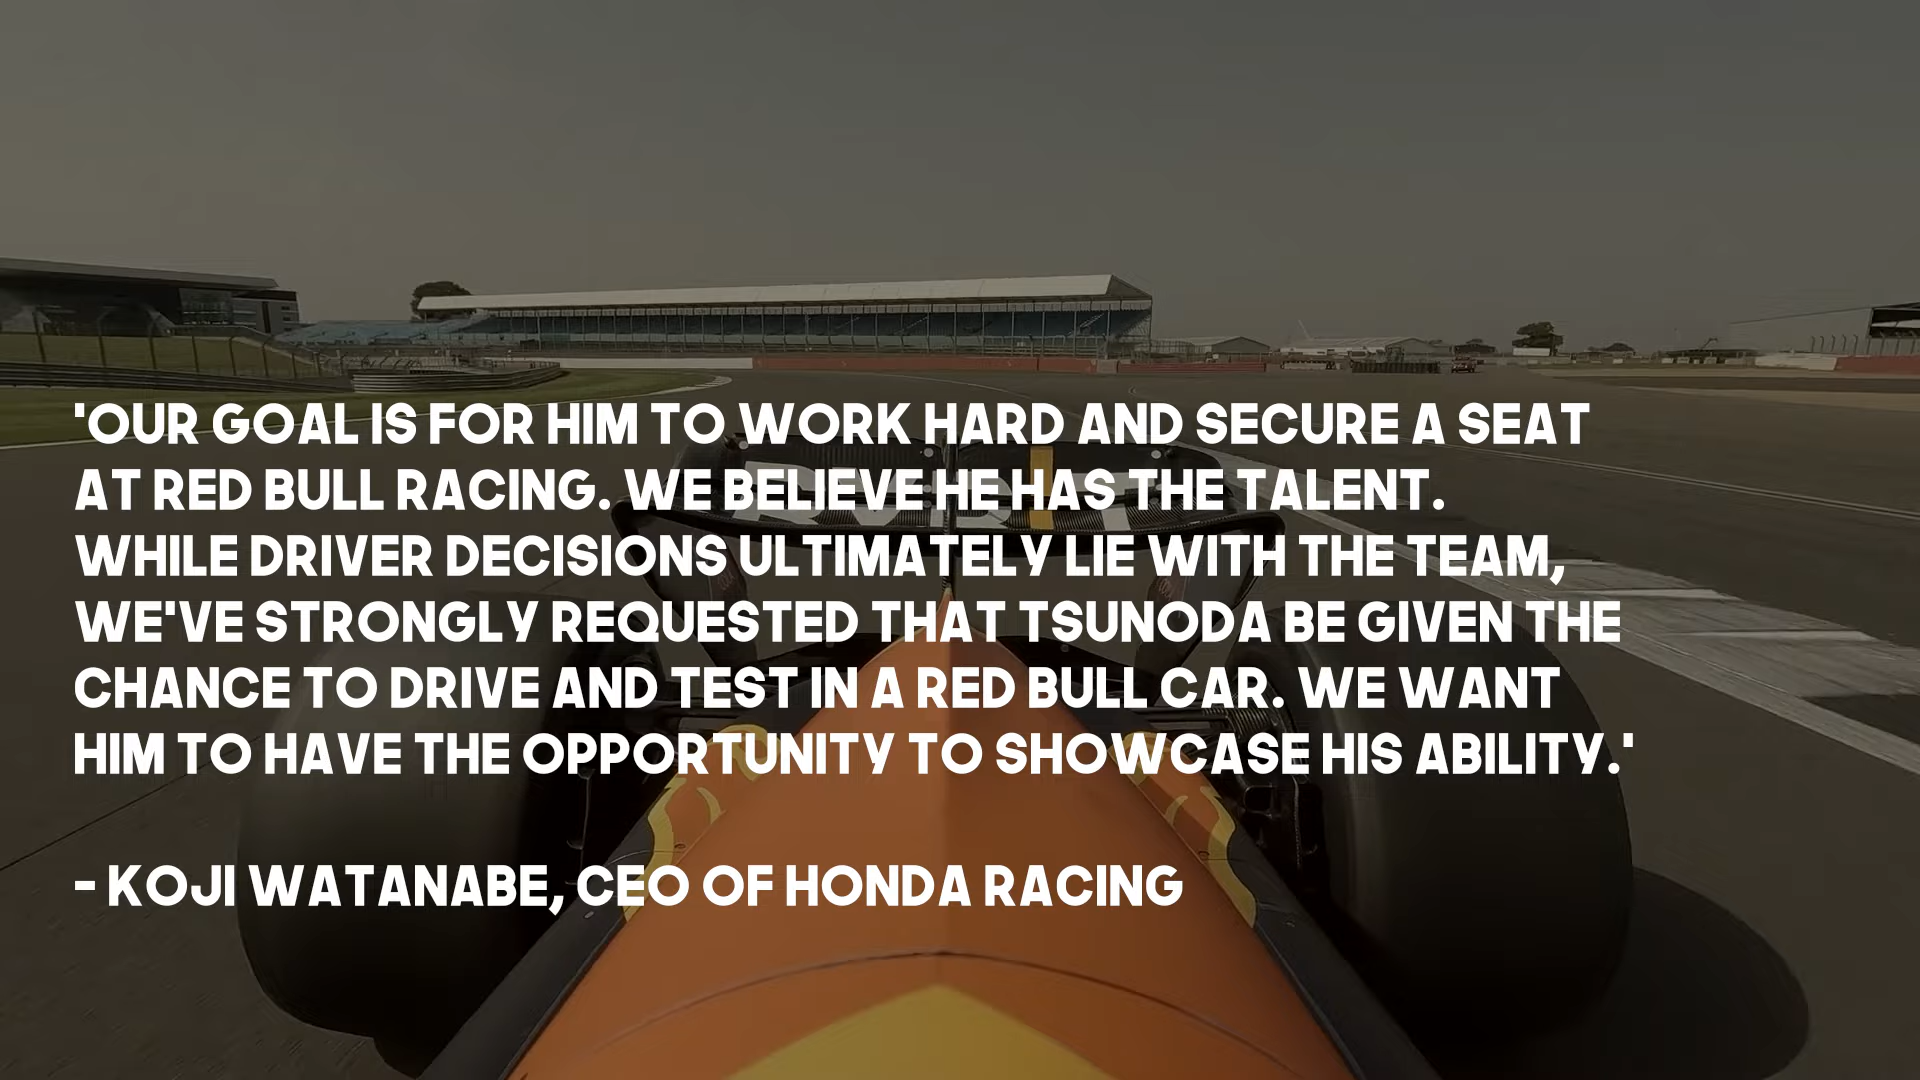 'OUR GOAL IS FOR HIM TO WORK HARD AND SECURE A SEAT
AT RED BULL RACING. WE BELIEVE HE HAS THE TALENT.
WHILE DRIVER DECISIONS ULTIMATELY LIE WITH THE TEAM,
WE'VE STRONGLY REQUESTED THAT TSUNODA BE GIVEN THE
CHANCE TO DRIVE AND TEST IN A RED BULL CAR. WE WANT
HIM TO HAVE THE OPPORTUNITY TO SHOWCASE HIS ABILITY.'
- KOJI WATANABE, CEO OF HONDA RACING